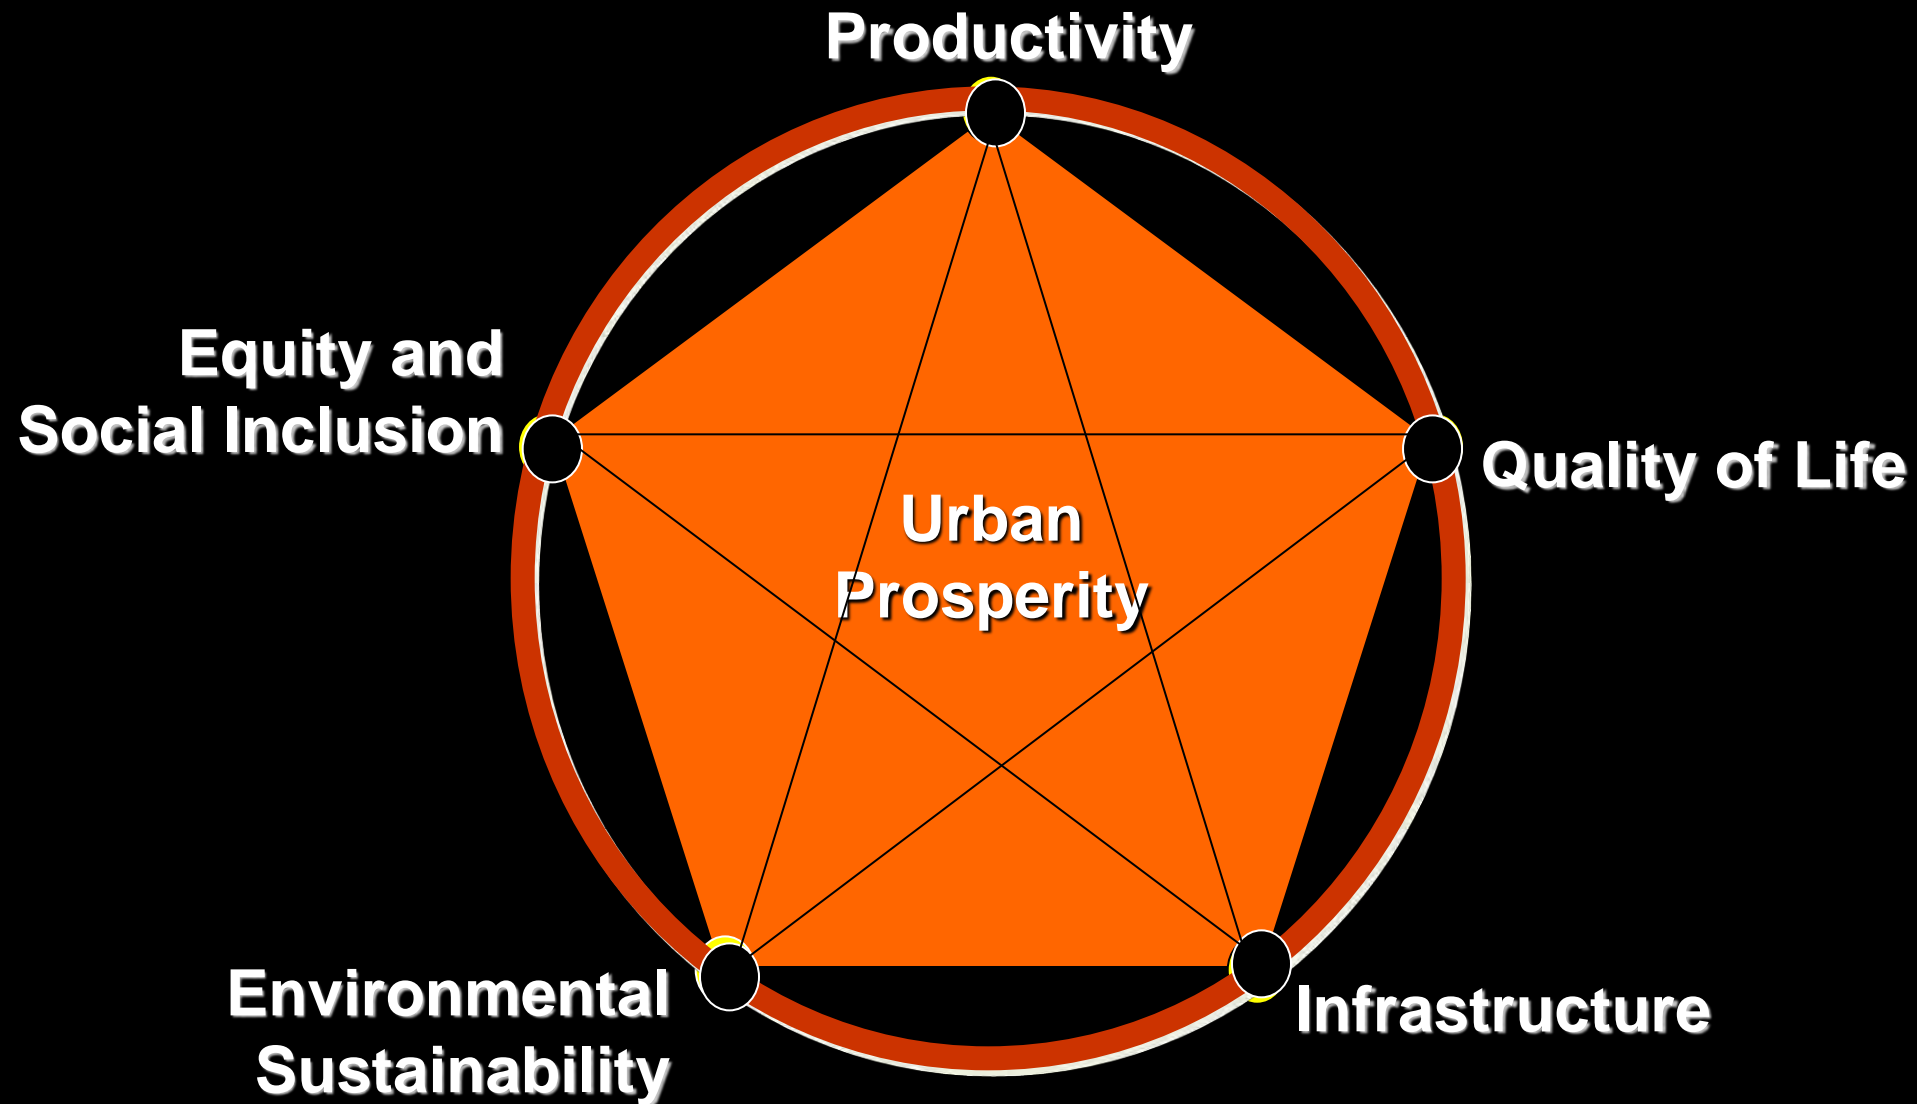 Productivity
Equity and
Social Inclusion
Quality of Life
Urban
Prosperity
Environmental
Sustainability
Infrastructure